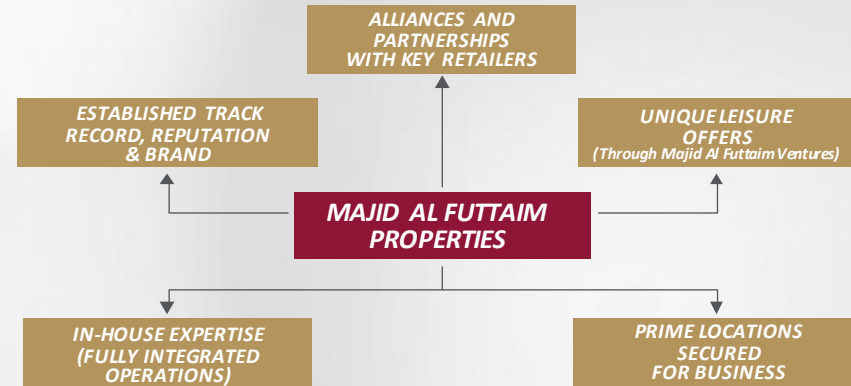 ALLIANCES AND
PARTNERSHIPS
WITH KEY RETAILERS
ESTABLISHED TRACK
RECORD, REPUTATION
& BRAND
UNIQUE LEISURE
OFFERS
(Through Majid Al Futtaim Ventures)
MAJID AL FUTTAIM
PROPERTIES
IN-HOUSE EXPERTISE
(FULLY INTEGRATED
OPERATIONS)
PRIME LOCATIONS
SECURED
FOR BUSINESS